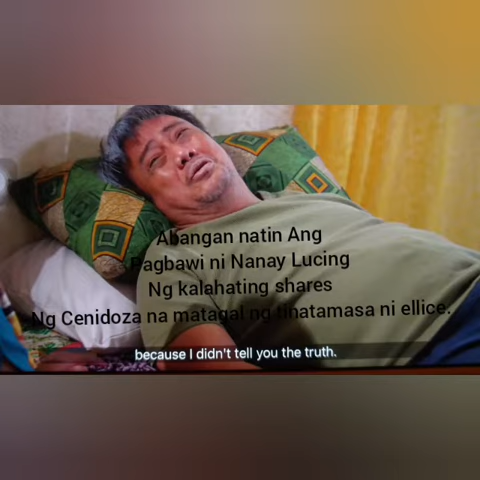 Abangan natin Ang
Pagbawi ni Nanay Lucing
Ng kalahating shares
Ng Cenidoza na matagal ng tinatamasa ni ellice.
because I didn't tell you the truth.